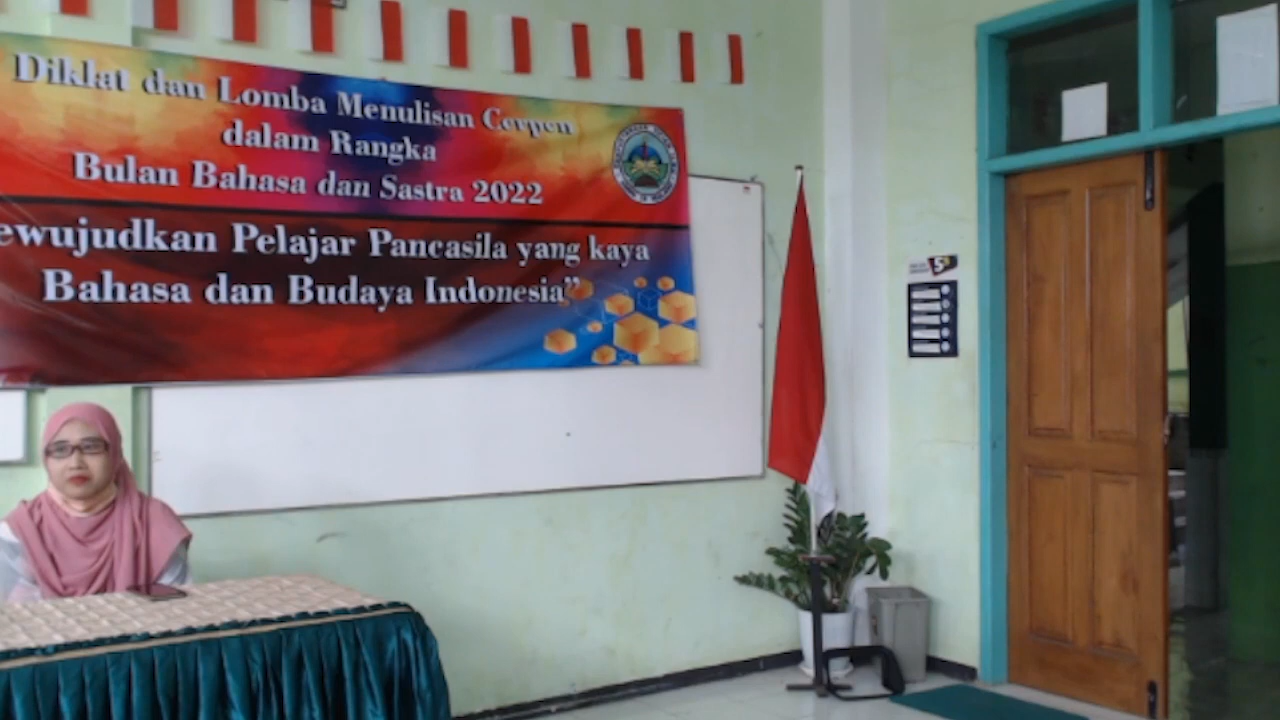 Diklat dan Lomba Menulisan Cerpen
dalam Rangka
Bulan Bahasa dan Sastra 2022
ewujudkan Pelajar Pancasila yang kaya
Bahasa dan Budaya Indonesia”
5